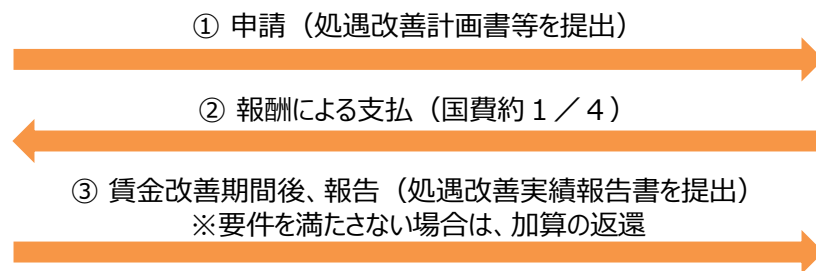 ① 申請（処遇改善計画書等を提出）
② 報酬による支払（国費約１／４）
③ 賃金改善期間後、報告（処遇改善実績報告書を提出）
※要件を満たさない場合は、加算の返還